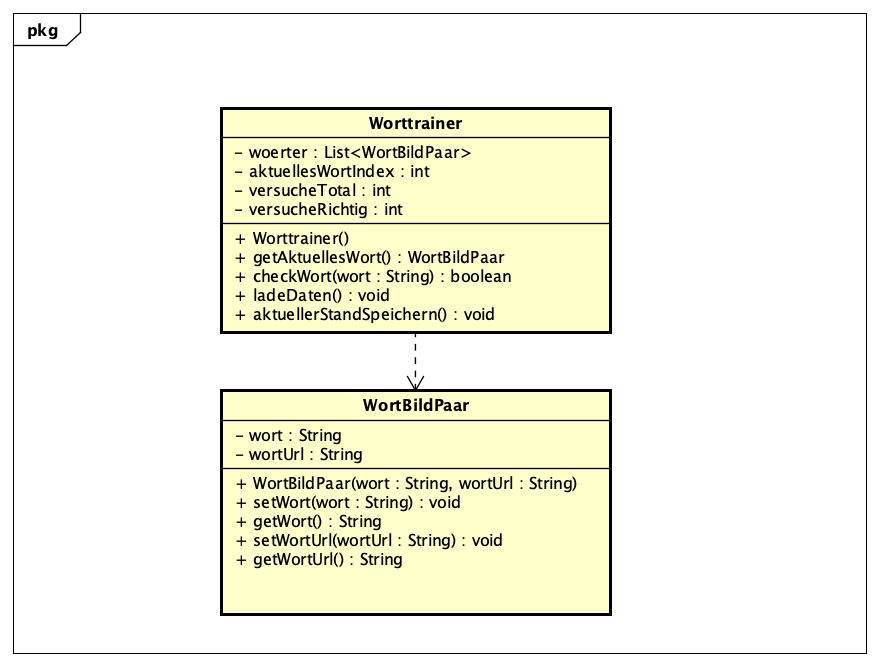 pkg
Worttrainer
- woerter : List<WortBildPaar>
- aktuellesWortIndex : int
- versucheTotal : int
- versucheRichtig : int
+ Worttrainer()
+ getAktuellesWort() : WortBildPaar
+ checkWort(wort : String) : boolean
+ ladeDaten() : void
+ aktuellerStandSpeichern() : void
WortBildPaar
- wort : String
- wortUrl : String
+ WortBildPaar(wort : String, wortUrl : String)
+ setWort(wort : String) : void
+ getWort() : String
+ setWortUrl(wortUrl : String) : void
+ getWortUrl() : String